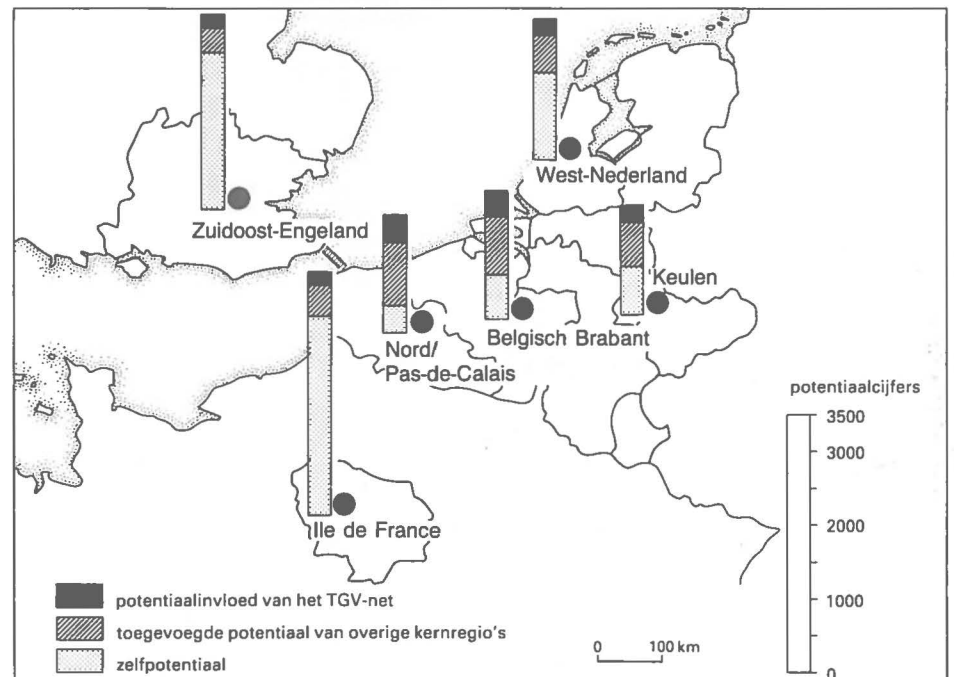 West-Nederland
Zuidoost-Engeland
Keulen
Belgisch Brabant
Nord/
Pas-de-Calais
Ile de France
potentiaalcijfers
3500
3000
2000
1000
0
potentiaalinvloed van het TGV-net
toegevoegde potentiaal van overige kernregio's
zelfpotentiaal
0 100 km